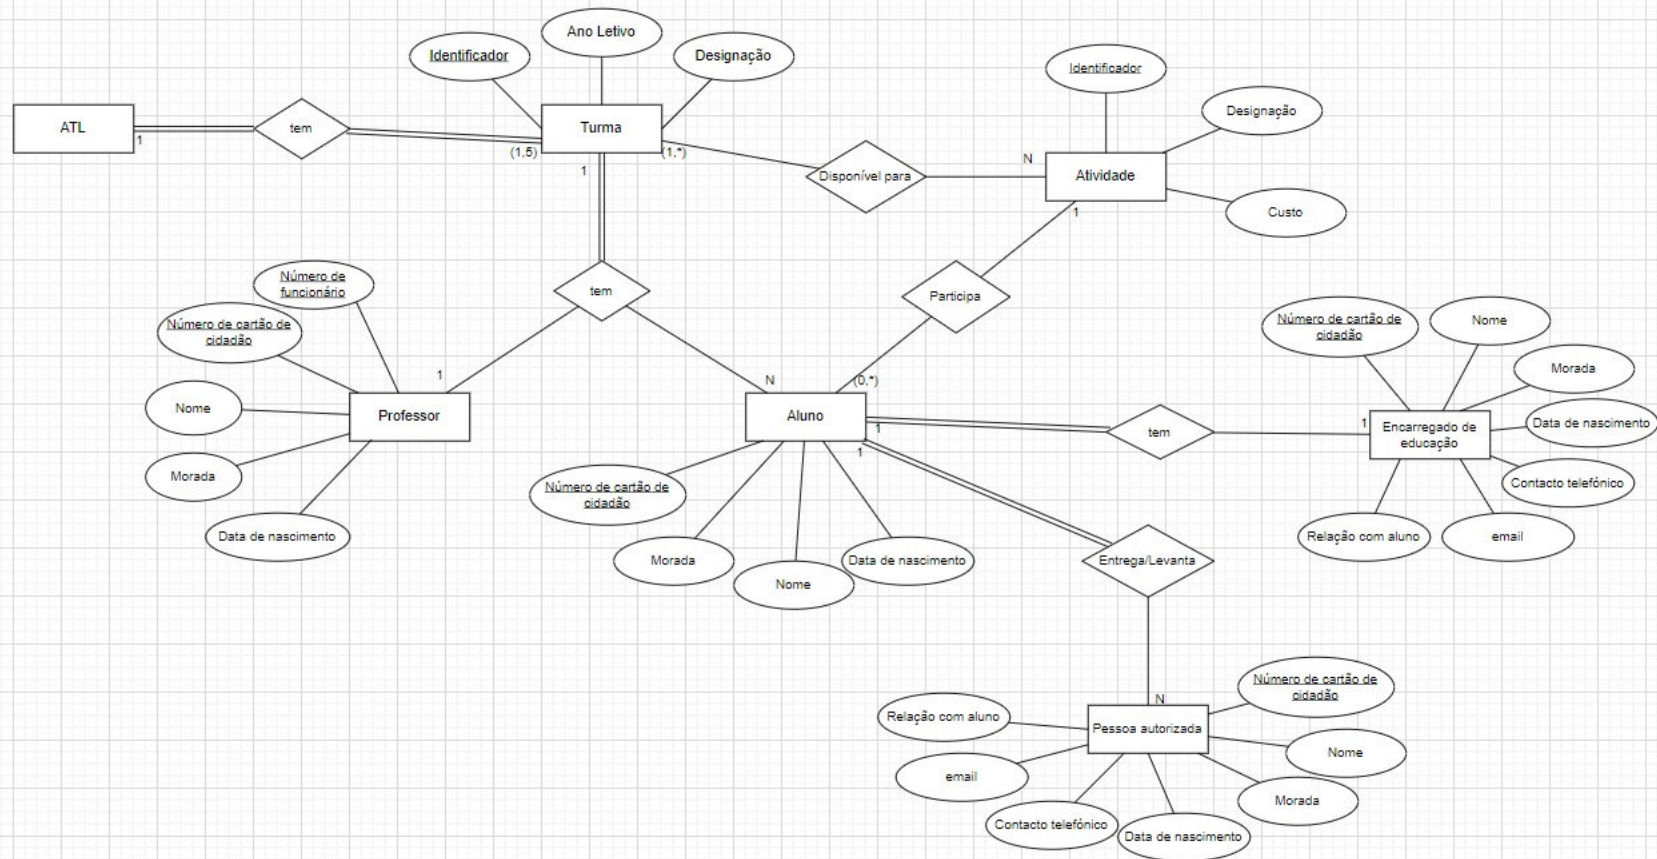 Ano Letivo
Identificador
Designação
Identificador
Designação
ATL
1
tem
(1,5)
Turma
1
(1,*)
Disponível para
N
Atividade
1
Custo
Número de
funcionário
Número de cartão de
cidadão
Nome
Morada
Data de nascimento
1
Professor
tem
Participa
N
(0,*)
Aluno
1
1
tem
1
Encarregado de
educação
Número de cartão de
cidadão
Nome
Morada
Data de nascimento
Contacto telefónico
email
Relação com aluno
Número de cartão de
cidadão
Morada
Nome
Data de nascimento
Entrega/Levanta
N
Pessoa autorizada
Número de cartão de
cidadão
Relação com aluno
Nome
email
Morada
Contacto telefónico
Data de nascimento